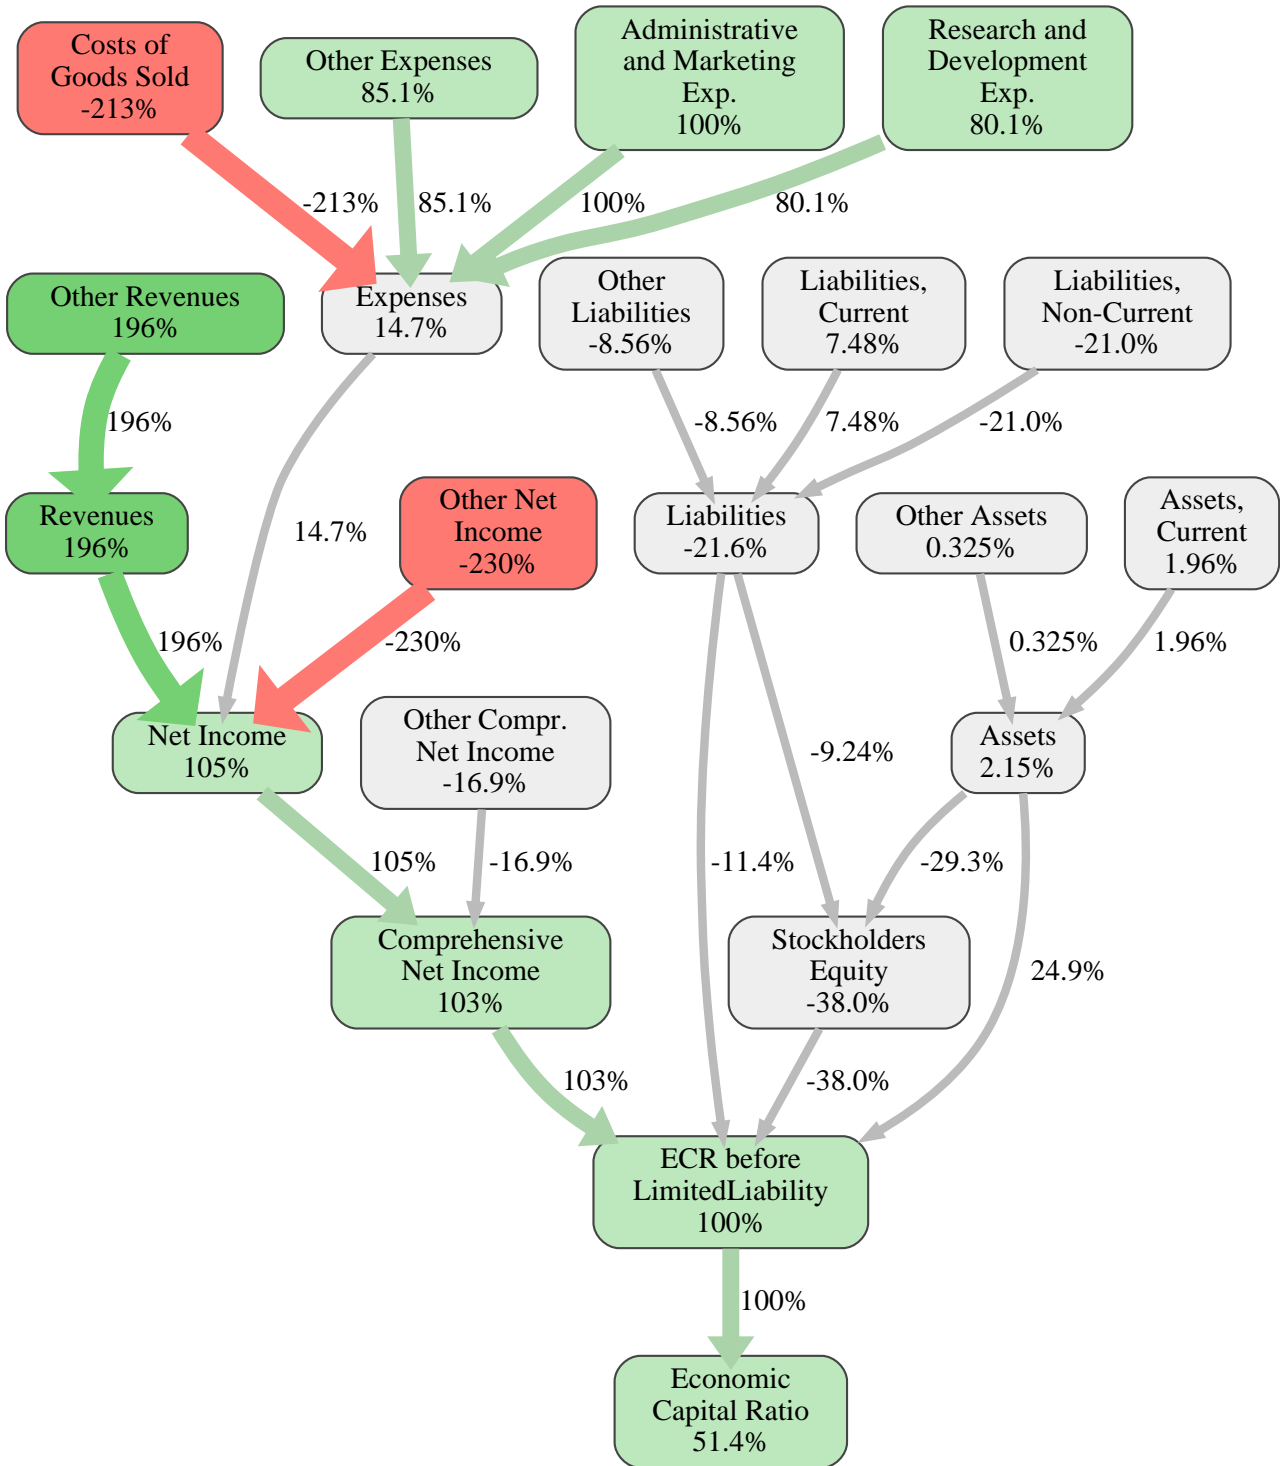 Costs of
Goods Sold
-213%
Other Expenses
85.1%
Administrative
and Marketing
Exp.
100%
Research and
Development
Exp.
80.1%
-213%
85.1%
100%
80.1%
Other Revenues
196%
Expenses
14.7%
Other
Liabilities
-8.56%
Liabilities,
Current
7.48%
Liabilities,
Non-Current
-21.0%
196%
-8.56%
7.48%
-21.0%
Revenues
196%
14.7%
Other Net
Income
-230%
Liabilities
-21.6%
Other Assets
0.325%
Assets,
Current
1.96%
196%
-230%
0.325%
1.96%
Net Income
105%
Other Compr.
Net Income
-16.9%
-9.24%
Assets
2.15%
105%
-16.9%
-11.4%
-29.3%
Comprehensive
Net Income
103%
Stockholders
Equity
-38.0%
24.9%
103%
-38.0%
ECR before
LimitedLiability
100%
100%
Economic
Capital Ratio
51.4%